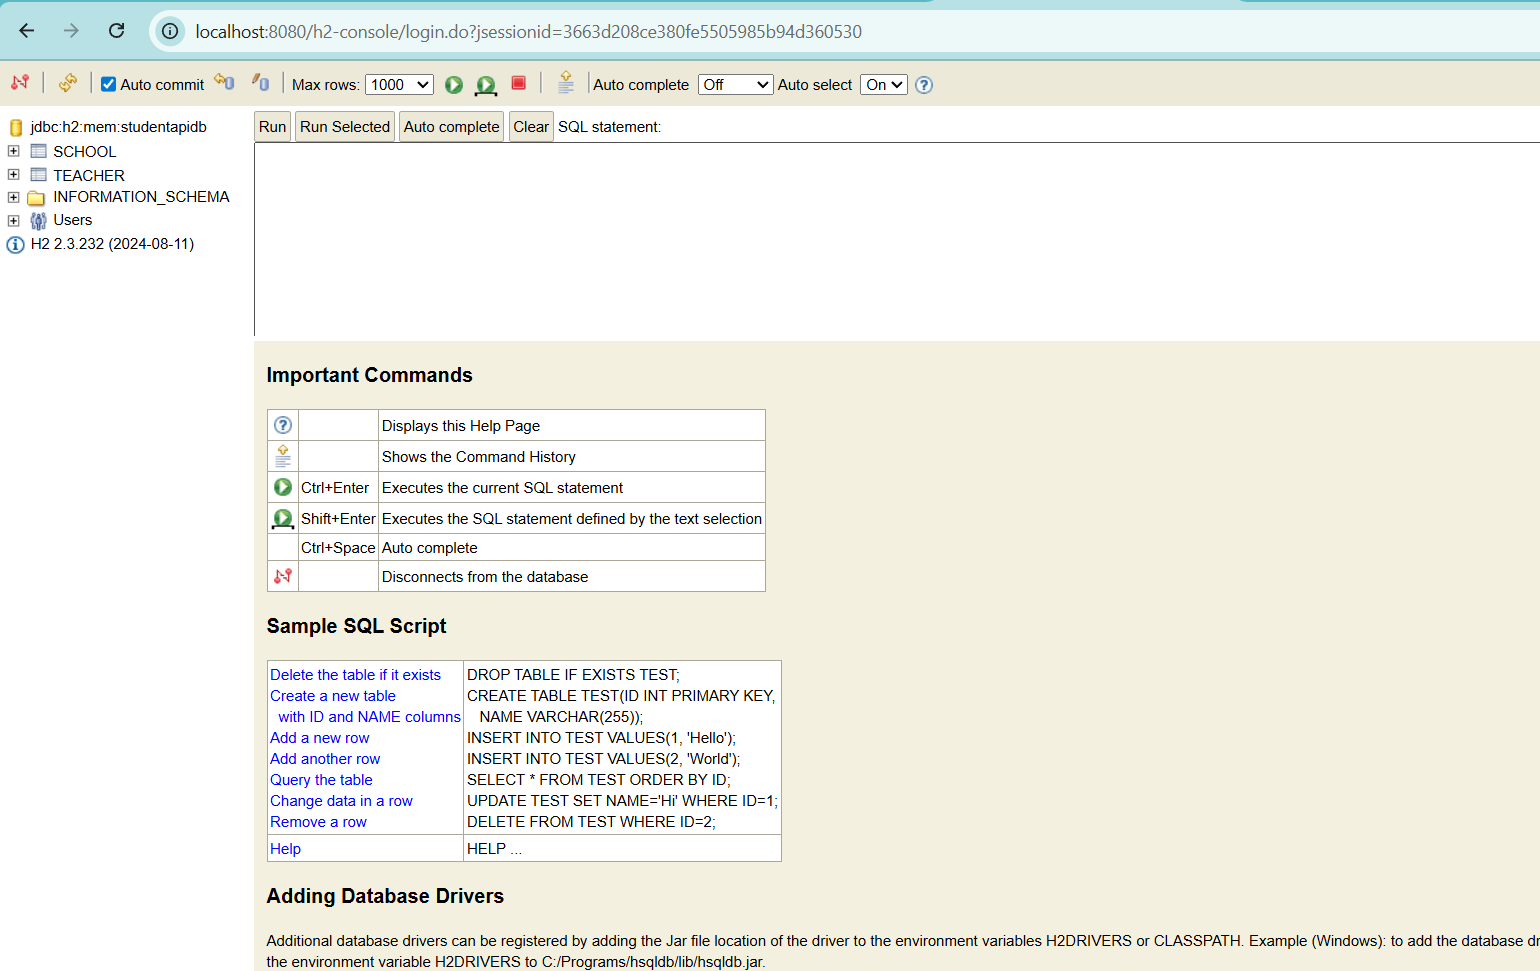 localhost:8080/h2-console/login.do?jsessionid=3663d208ce380fe5505985b94d360530
Auto commit Max rows: 1000 Auto complete Off Auto select On
jdbc:h2:mem:studentapidb
SCHOOL
TEACHER
INFORMATION_SCHEMA
Users
H2 2.3.232 (2024-08-11)
Run Run Selected Auto complete Clear SQL statement:
Important Commands
Displays this Help Page
Shows the Command History
Ctrl+Enter Executes the current SQL statement
Shift+Enter Executes the SQL statement defined by the text selection
Ctrl+Space Auto complete
Disconnects from the database
Sample SQL Script
Delete the table if it exists DROP TABLE IF EXISTS TEST;
Create a new table CREATE TABLE TEST(ID INT PRIMARY KEY,
with ID and NAME columns NAME VARCHAR(255));
Add a new row INSERT INTO TEST VALUES(1, 'Hello');
Add another row INSERT INTO TEST VALUES(2, 'World');
Query the table SELECT * FROM TEST ORDER BY ID;
Change data in a row UPDATE TEST SET NAME='Hi' WHERE ID=1;
Remove a row DELETE FROM TEST WHERE ID=2;
Help HELP ...
Adding Database Drivers
Additional database drivers can be registered by adding the Jar file location of the driver to the environment variables H2DRIVERS or CLASSPATH. Example (Windows): to add the database
the environment variable H2DRIVERS to C:/Programs/hsqldb/lib/hsqldb.jar.